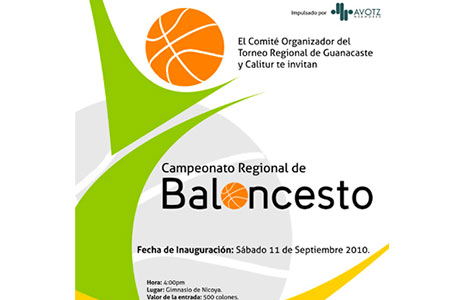 Impulsado por AVOTZ
El Comité Organizador del
Torneo Regional de Guanacaste
y Calitur te invitan
Campeonato Regional de
Baloncesto
Fecha de Inauguración: Sábado 11 de Septiembre 2010.
Hora: 4:00pm
Lugar: Gimnasio de Nicoya.
Valor de la entrada: 500 colones.